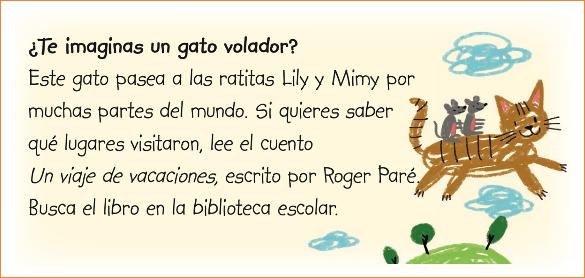 ¿Te imaginas un gato volador?
Este gato pasea a las ratitas Lily y Mimy por
muchas partes del mundo. Si quieres saber
qué lugares visitaron, lee el cuento
Un viaje de vacaciones, escrito por Roger Paré.
Busca el libro en la biblioteca escolar.